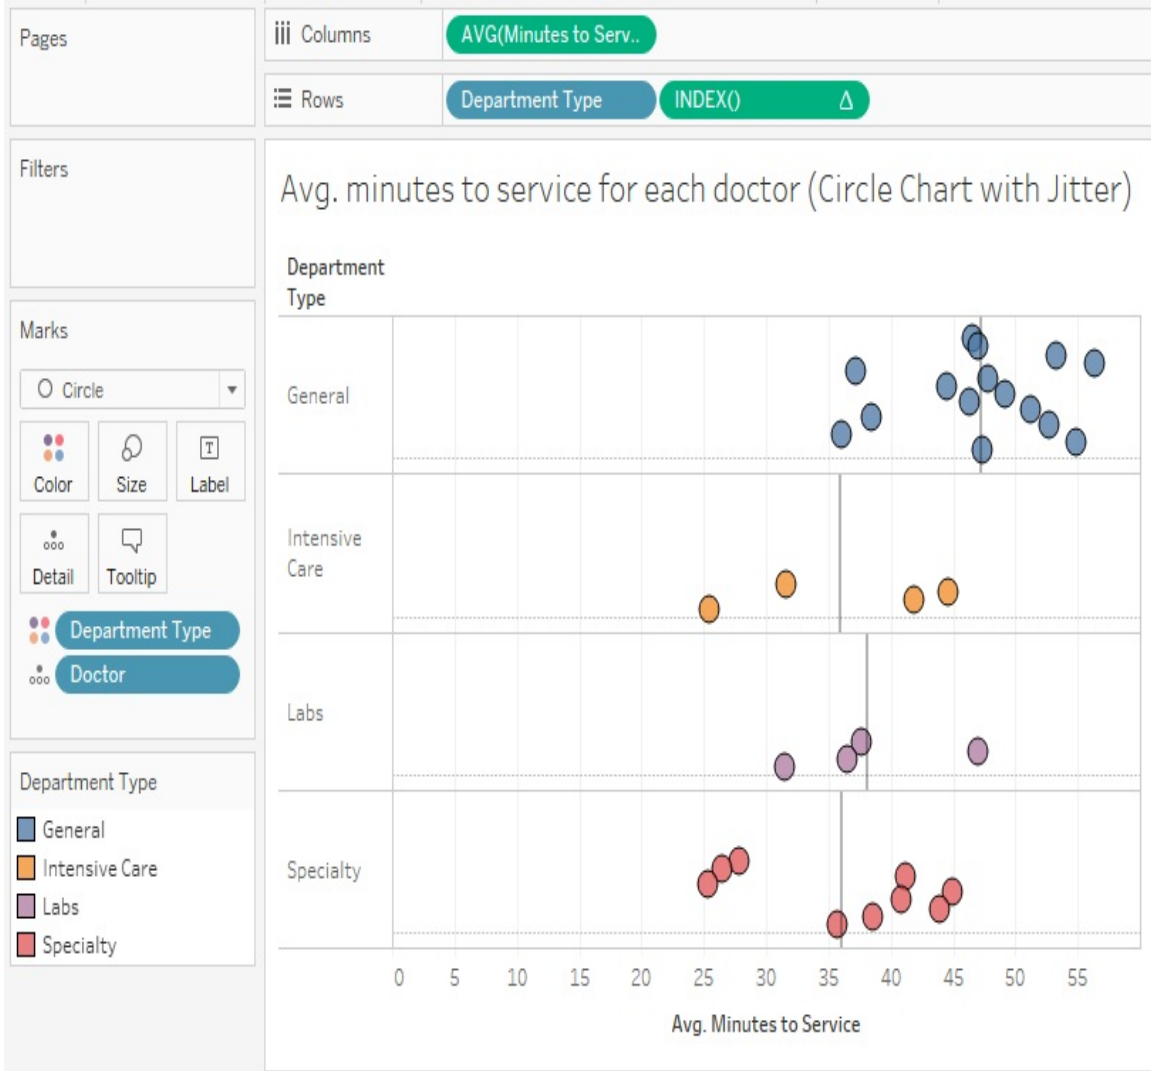 Pages
Columns
AVG(Minutes to Serv..
Rows
Department Type
INDEX()
Δ
Filters
Marks
Circle
Color
Size
T
Label
Detail
Tooltip
Department Type
Doctor
Department Type
General
Intensive Care
Labs
Specialty
Avg. minutes to service for each doctor (Circle Chart with Jitter)
Department
Type
General
Intensive
Care
Labs
Specialty
0 5 10 15 20 25 30 35 40 45 50 55
Avg. Minutes to Service